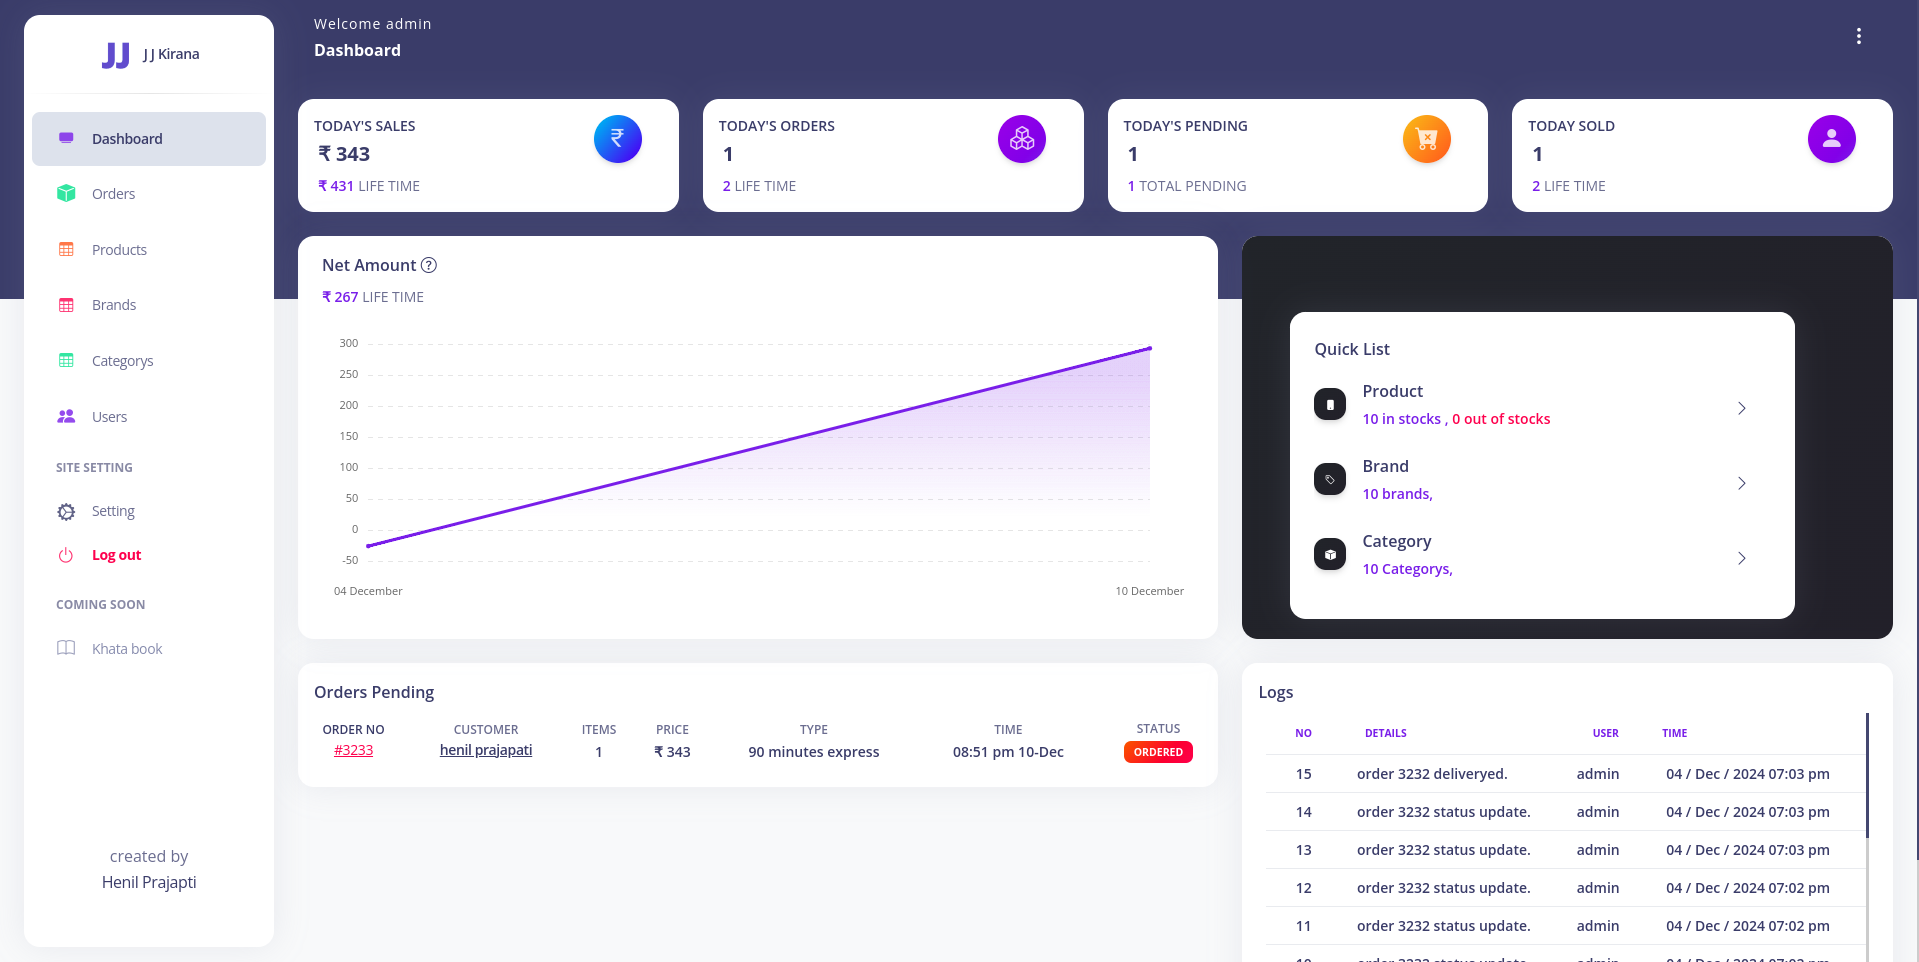 JJ J J Kirana
Dashboard
Orders
Products
Brands
Categorys
Users
SITE SETTING
Setting
Log out
COMING SOON
Khata book
created by
Henil Prajapti
Welcome admin
Dashboard
TODAY'S SALES
₹ 343
₹ 431 LIFE TIME
TODAY'S ORDERS
1
2 LIFE TIME
TODAY'S PENDING
1
1 TOTAL PENDING
TODAY SOLD
1
2 LIFE TIME
Net Amount
₹ 267 LIFE TIME
300
250
200
150
100
50
0
-50
04 December 10 December
Quick List
Product
10 in stocks , 0 out of stocks
Brand
10 brands,
Category
10 Categorys,
Orders Pending
ORDER NO CUSTOMER ITEMS PRICE TYPE TIME STATUS
#3233 henil prajapati 1 ₹ 343 90 minutes express 08:51 pm 10-Dec ORDERED
Logs
NO DETAILS USER TIME
15 order 3232 deliveryed. admin 04 / Dec / 2024 07:03 pm
14 order 3232 status update. admin 04 / Dec / 2024 07:03 pm
13 order 3232 status update. admin 04 / Dec / 2024 07:03 pm
12 order 3232 status update. admin 04 / Dec / 2024 07:02 pm
11 order 3232 status update. admin 04 / Dec / 2024 07:02 pm